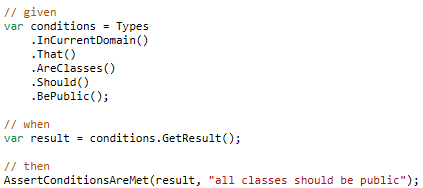 // given
var conditions = Types
    .InCurrentDomain()
    .That()
    .AreClasses()
    .Should()
    .BePublic();

// when
var result = conditions.GetResult();

// then
AssertConditionsAreMet(result, "all classes should be public");